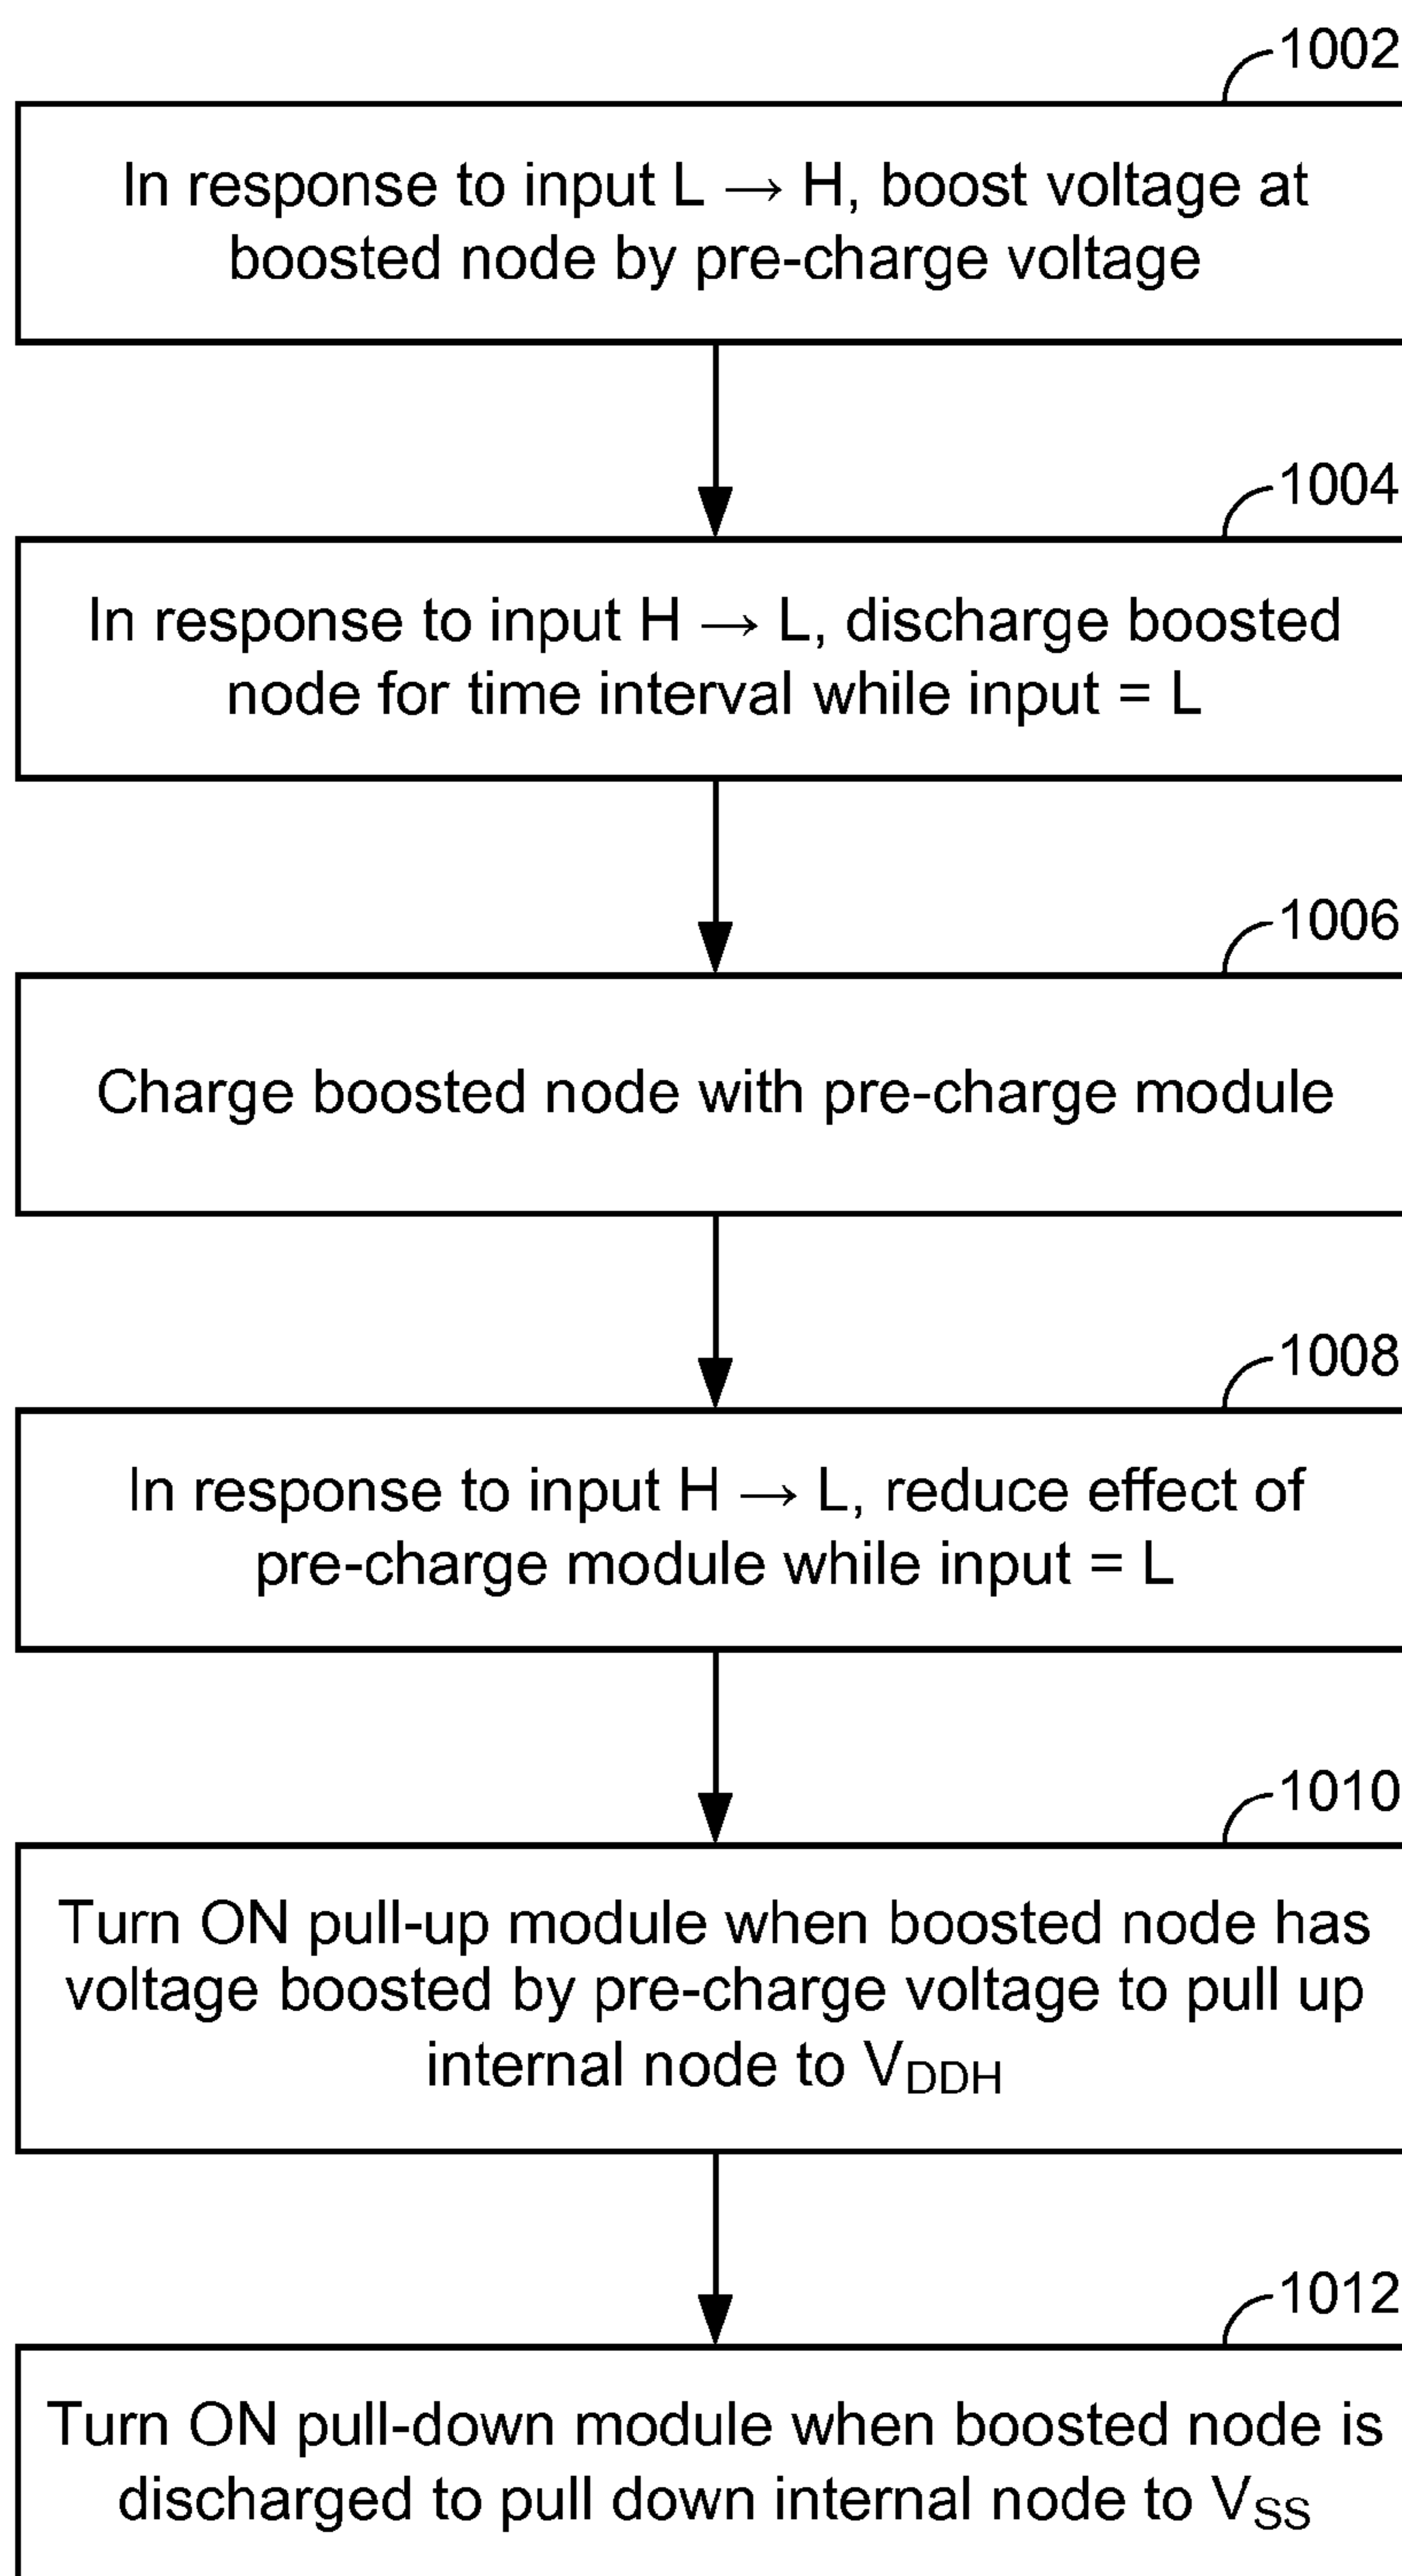 1002
In response to input L → H, boost voltage at
boosted node by pre-charge voltage
1004
In response to input H → L, discharge boosted
node for time interval while input = L
1006
Charge boosted node with pre-charge module
1008
In response to input H → L, reduce effect of
pre-charge module while input = L
1010
Turn ON pull-up module when boosted node has
voltage boosted by pre-charge voltage to pull up
internal node to VDDH
1012
Turn ON pull-down module when boosted node is
discharged to pull down internal node to VSS